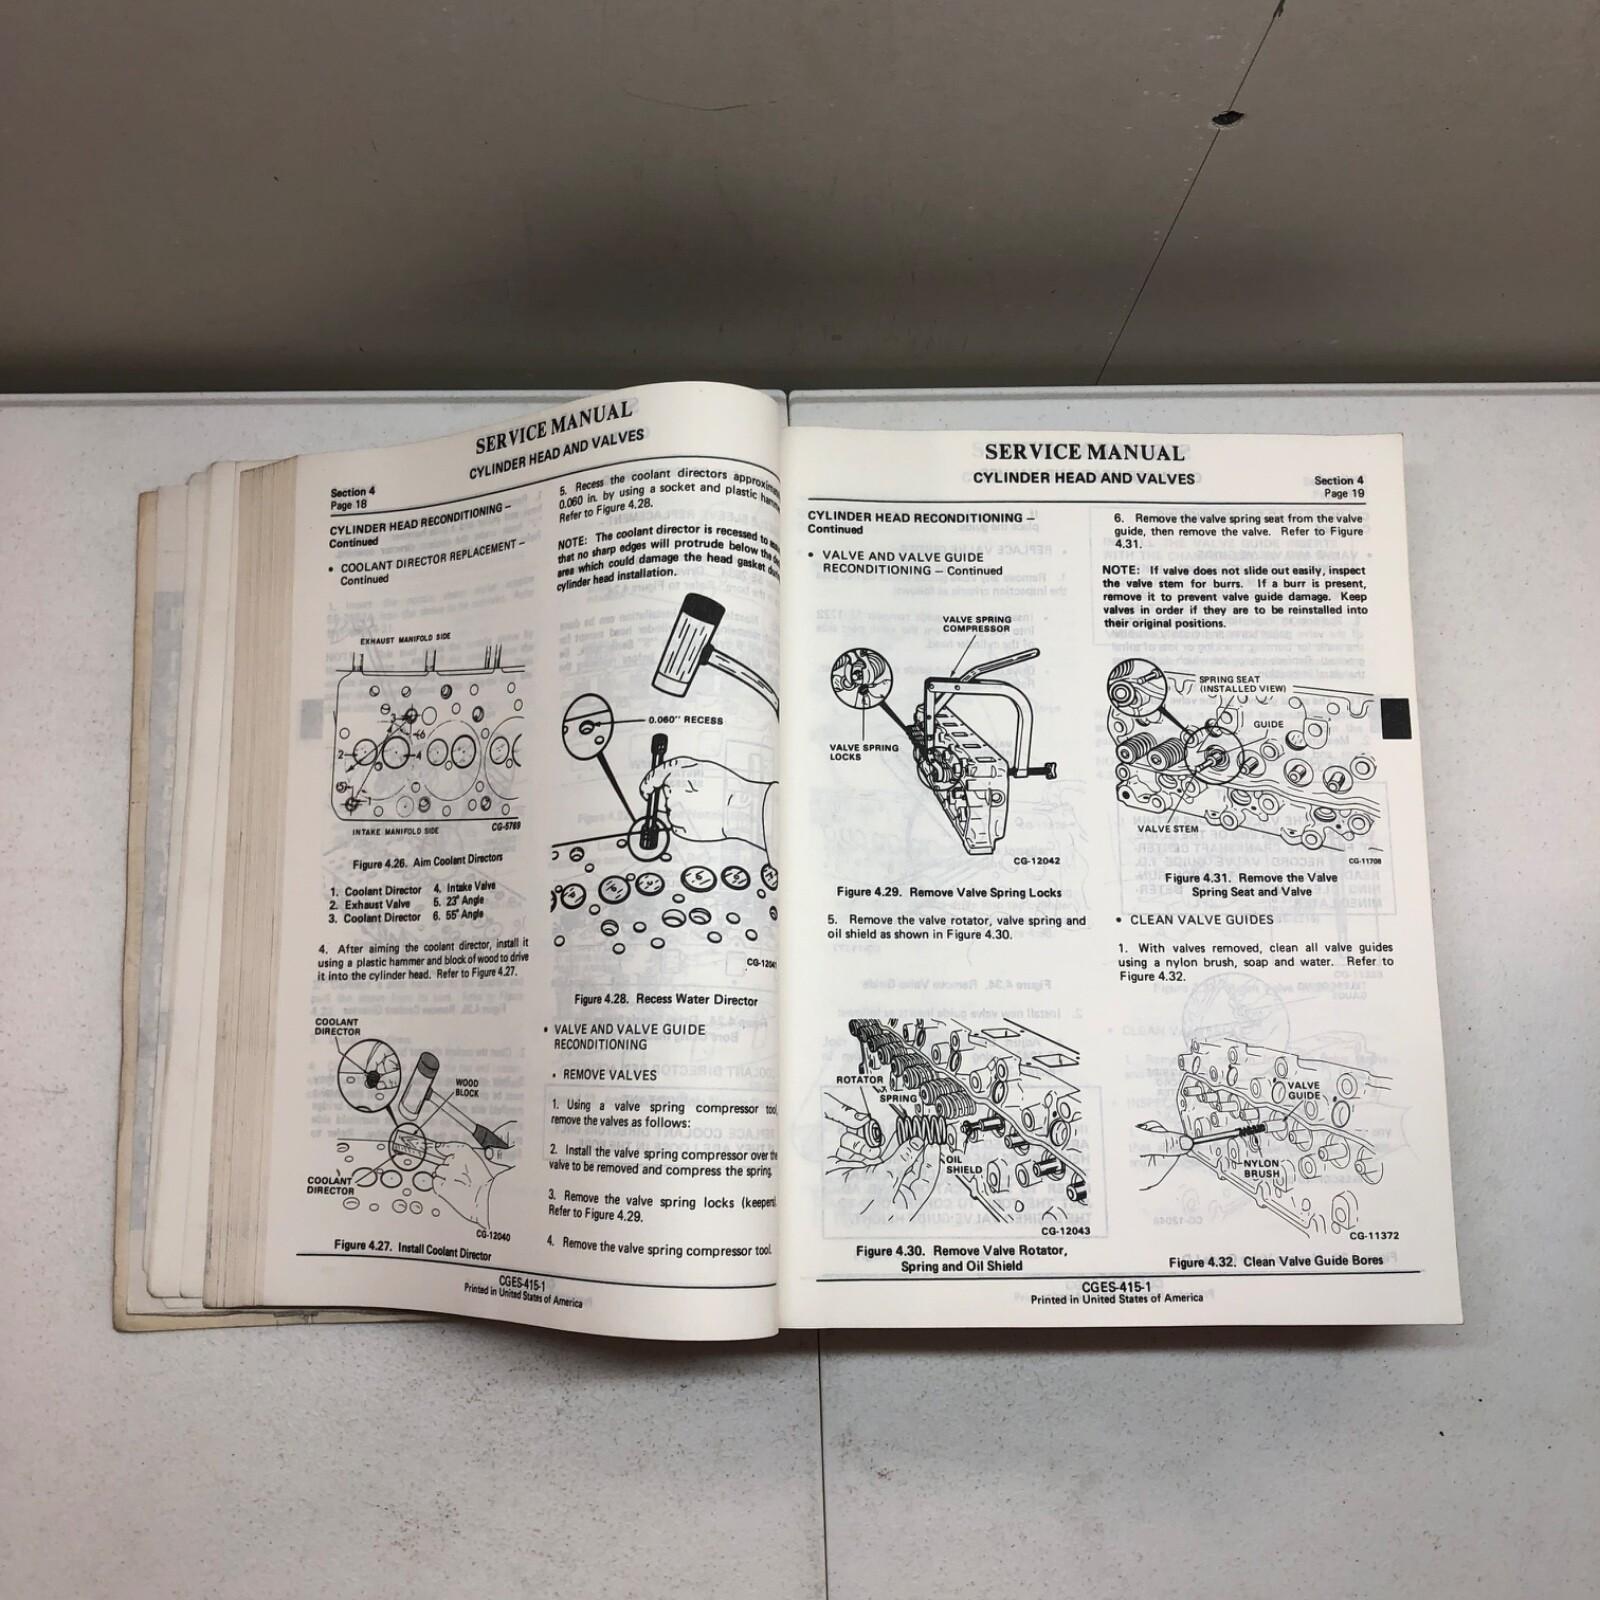 SERVICE MANUAL
CYLINDER HEAD AND VALVES
Section 4
Page 18
CYLINDER HEAD RECONDITIONING –
Continued
• COOLANT DIRECTOR REPLACEMENT –
Continued
EXHAUST MANIFOLD SIDE
3
6
2
4
5
1
INTAKE MANIFOLD SIDE
CG-5769
Figure 4.26. Aim Coolant Directors
1. Coolant Director 4. Intake Valve
2. Exhaust Valve 5. 23° Angle
3. Coolant Director 6. 55° Angle
4. After aiming the coolant director, install it
using a plastic hammer and block of wood to drive
it into the cylinder head. Refer to Figure 4.27.
COOLANT
DIRECTOR
WOOD
BLOCK
COOLANT
DIRECTOR
CG-12040
Figure 4.27. Install Coolant Director
5. Recess the coolant directors
0.060 in. by using a socket and plastic
Refer to Figure 4.28.
NOTE: The coolant director is recessed to
that no sharp edges will protrude below the
area which could damage the head gasket
cylinder head installation.
0.060" RECESS
Figure 4.28. Recess Water Director
• VALVE AND VALVE GUIDE
RECONDITIONING
• REMOVE VALVES
1. Using a valve spring compressor tool,
remove the valves as follows:
2. Install the valve spring compressor over the
valve to be removed and compress the spring.
3. Remove the valve spring locks (keepers).
Refer to Figure 4.29.
4. Remove the valve spring compressor tool.
CGES-415-1
Printed in United States of America
SERVICE MANUAL
CYLINDER HEAD AND VALVES
Section 4
Page 19
CYLINDER HEAD RECONDITIONING –
Continued
• VALVE AND VALVE GUIDE
RECONDITIONING – Continued
VALVE SPRING
COMPRESSOR
VALVE SPRING
LOCKS
CG-12042
Figure 4.29. Remove Valve Spring Locks
5. Remove the valve rotator, valve spring and
oil shield as shown in Figure 4.30.
ROTATOR
SPRING
OIL
SHIELD
CG-12043
Figure 4.30. Remove Valve Rotator,
Spring and Oil Shield
6. Remove the valve spring seat from the valve
guide, then remove the valve. Refer to Figure
4.31.
NOTE: If valve does not slide out easily, inspect
the valve stem for burrs. If a burr is present,
remove it to prevent valve guide damage. Keep
valves in order if they are to be reinstalled into
their original positions.
SPRING SEAT
(INSTALLED VIEW)
GUIDE
VALVE STEM
CG-11708
Figure 4.31. Remove the Valve
Spring Seat and Valve
• CLEAN VALVE GUIDES
1. With valves removed, clean all valve guides
using a nylon brush, soap and water. Refer to
Figure 4.32.
VALVE
GUIDE
NYLON
BRUSH
CG-11372
Figure 4.32. Clean Valve Guide Bores
CGES-415-1
Printed in United States of America